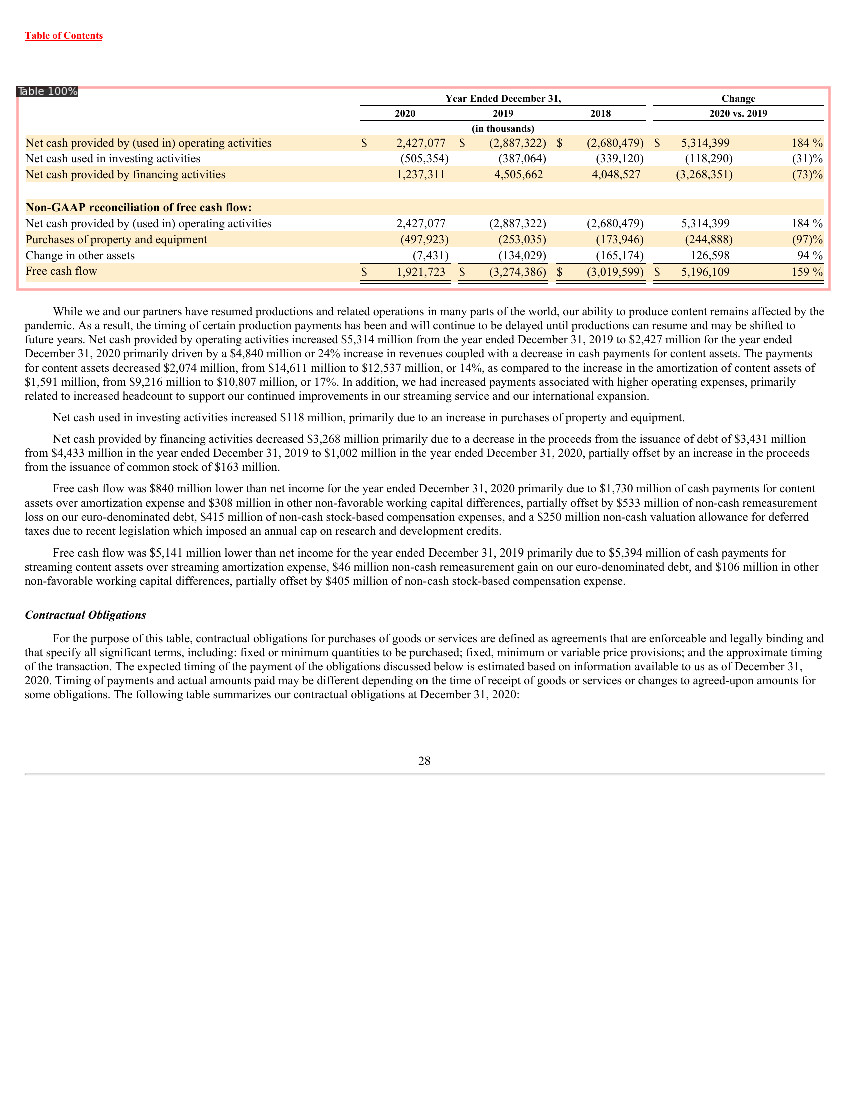 Table of Contents
Table 100%
Year Ended December 31, Change
2020 2019 2018 2020 vs. 2019
(in thousands)
Net cash provided by (used in) operating activities $ 2,427,077 $ (2,887,322) $ (2,680,479) $ 5,314,399 184 %
Net cash used in investing activities (505,354) (387,064) (339,120) (118,290) (31)%
Net cash provided by financing activities 1,237,311 4,505,662 4,048,527 (3,268,351) (73)%
Non-GAAP reconciliation of free cash flow:
Net cash provided by (used in) operating activities 2,427,077 (2,887,322) (2,680,479) 5,314,399 184 %
Purchases of property and equipment (497,923) (253,035) (173,946) (244,888) (97)%
Change in other assets (7,431) (134,029) (165,174) 126,598 94 %
Free cash flow $ 1,921,723 $ (3,274,386) $ (3,019,599) $ 5,196,109 159 %
While we and our partners have resumed productions and related operations in many parts of the world, our ability to produce content remains affected by the
pandemic. As a result, the timing of certain production payments has been and will continue to be delayed until productions can resume and may be shifted to
future years. Net cash provided by operating activities increased $5,314 million from the year ended December 31, 2019 to $2,427 million for the year ended
December 31, 2020 primarily driven by a $4,840 million or 24% increase in revenues coupled with a decrease in cash payments for content assets. The payments
for content assets decreased $2,074 million, from $14,611 million to $12,537 million, or 14%, as compared to the increase in the amortization of content assets of
$1,591 million, from $9,216 million to $10,807 million, or 17%. In addition, we had increased payments associated with higher operating expenses, primarily
related to increased headcount to support our continued improvements in our streaming service and our international expansion.
Net cash used in investing activities increased $118 million, primarily due to an increase in purchases of property and equipment.
Net cash provided by financing activities decreased $3,268 million primarily due to a decrease in the proceeds from the issuance of debt of $3,431 million
from $4,433 million in the year ended December 31, 2019 to $1,002 million in the year ended December 31, 2020, partially offset by an increase in the proceeds
from the issuance of common stock of $163 million.
Free cash flow was $840 million lower than net income for the year ended December 31, 2020 primarily due to $1,730 million of cash payments for content
assets over amortization expense and $308 million in other non-favorable working capital differences, partially offset by $533 million of non-cash remeasurement
loss on our euro-denominated debt, $415 million of non-cash stock-based compensation expenses, and a $250 million non-cash valuation allowance for deferred
taxes due to recent legislation which imposed an annual cap on research and development credits.
Free cash flow was $5,141 million lower than net income for the year ended December 31, 2019 primarily due to $5,394 million of cash payments for
streaming content assets over streaming amortization expense, $46 million non-cash remeasurement gain on our euro-denominated debt, and $106 million in other
non-favorable working capital differences, partially offset by $405 million of non-cash stock-based compensation expense.
Contractual Obligations
For the purpose of this table, contractual obligations for purchases of goods or services are defined as agreements that are enforceable and legally binding and
that specify all significant terms, including: fixed or minimum quantities to be purchased; fixed, minimum or variable price provisions; and the approximate timing
of the transaction. The expected timing of the payment of the obligations discussed below is estimated based on information available to us as of December 31,
2020. Timing of payments and actual amounts paid may be different depending on the time of receipt of goods or services or changes to agreed-upon amounts for
some obligations. The following table summarizes our contractual obligations at December 31, 2020:
28